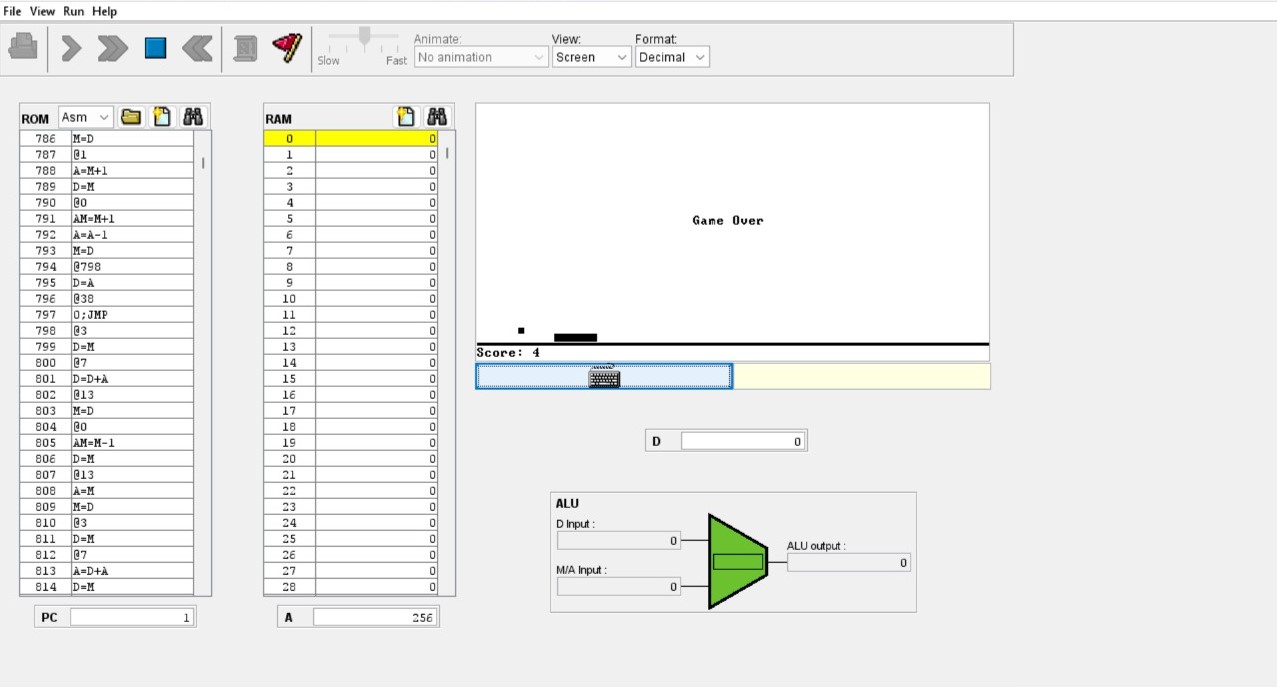 File View Run Help
Animate: View: Format:
Slow Fast No animation Screen Decimal
ROM Asm
786 M=D
787 @1
788 A=M+1
789 D=M
790 @0
791 AM=M+1
792 A=A-1
793 M=D
794 @798
795 D=A
796 @38
797 0;JMP
798 @3
799 D=M
800 @7
801 D=D+A
802 @13
803 M=D
804 @0
805 AM=M-1
806 D=M
807 @13
808 A=M
809 M=D
810 @3
811 D=M
812 @7
813 A=D+A
814 D=M
PC 1
RAM
0 0
1 0
2 0
3 0
4 0
5 0
6 0
7 0
8 0
9 0
10 0
11 0
12 0
13 0
14 0
15 0
16 0
17 0
18 0
19 0
20 0
21 0
22 0
23 0
24 0
25 0
26 0
27 0
28 0
A 256
Game Over
Score: 4
D 0
ALU
D Input :
0
M/A Input :
0
ALU output :
0